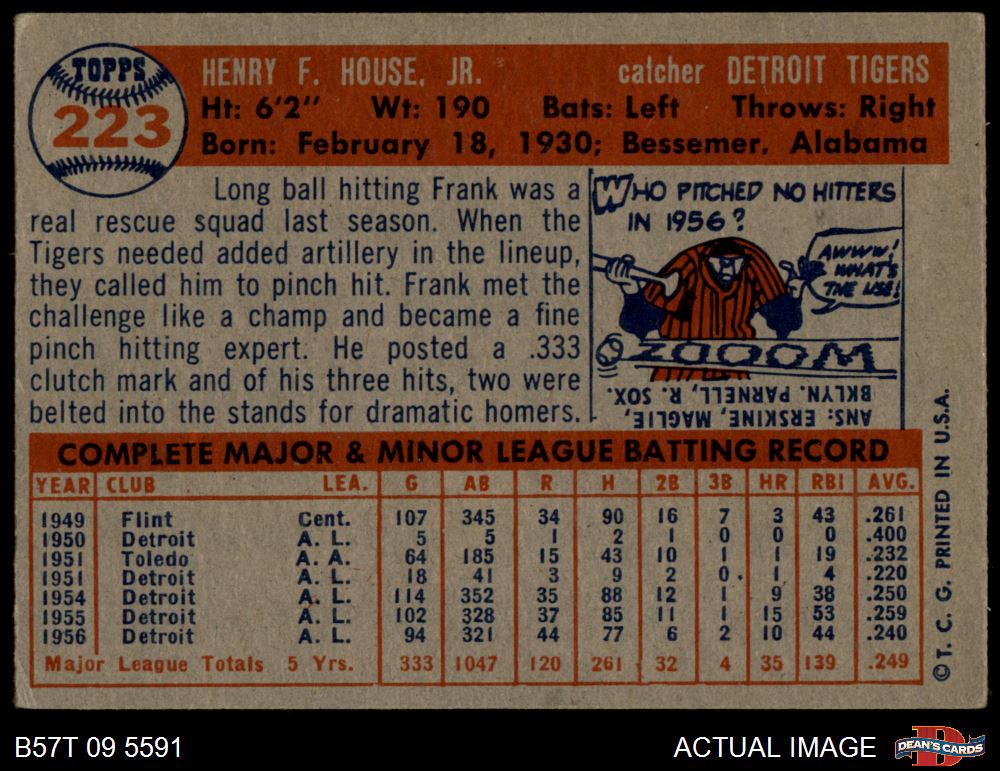 TOPPS
223
HENRY F. HOUSE, JR. catcher DETROIT TIGERS
Ht: 6'2" Wt: 190 Bats: Left Throws: Right
Born: February 18, 1930; Bessemer, Alabama
Long ball hitting Frank was a
real rescue squad last season. When the
Tigers needed added artillery in the lineup,
they called him to pinch hit. Frank met the
challenge like a champ and became a fine
pinch hitting expert. He posted a .333
clutch mark and of his three hits, two were
belted into the stands for dramatic homers.
WHO PITCHED NO HITTERS
IN 1956?
AWWW!
WHAT'S
THE USE!
ZOOOOM
ANS: ERSKINE, MAGLIE,
BKLYN. PARNELL, R. SOX.
COMPLETE MAJOR & MINOR LEAGUE BATTING RECORD
YEAR CLUB LEA. G AB R H 2B 3B HR RBI AVG.
1949 Flint Cent. 107 345 34 90 16 7 3 43 .261
1950 Detroit A. L. 5 5 1 2 1 0 0 0 .400
1951 Toledo A. A. 64 185 15 43 10 1 1 19 .232
1951 Detroit A. L. 18 41 3 9 2 0 1 4 .220
1954 Detroit A. L. 114 352 35 88 12 1 9 38 .250
1955 Detroit A. L. 102 328 37 85 11 1 15 53 .259
1956 Detroit A. L. 94 321 44 77 6 2 10 44 .240
Major League Totals 5 Yrs. 333 1047 120 261 32 4 35 139 .249
© T. C. G. PRINTED IN U.S.A.
B57T 09 5591
ACTUAL IMAGE
D
DEAN'S CARDS